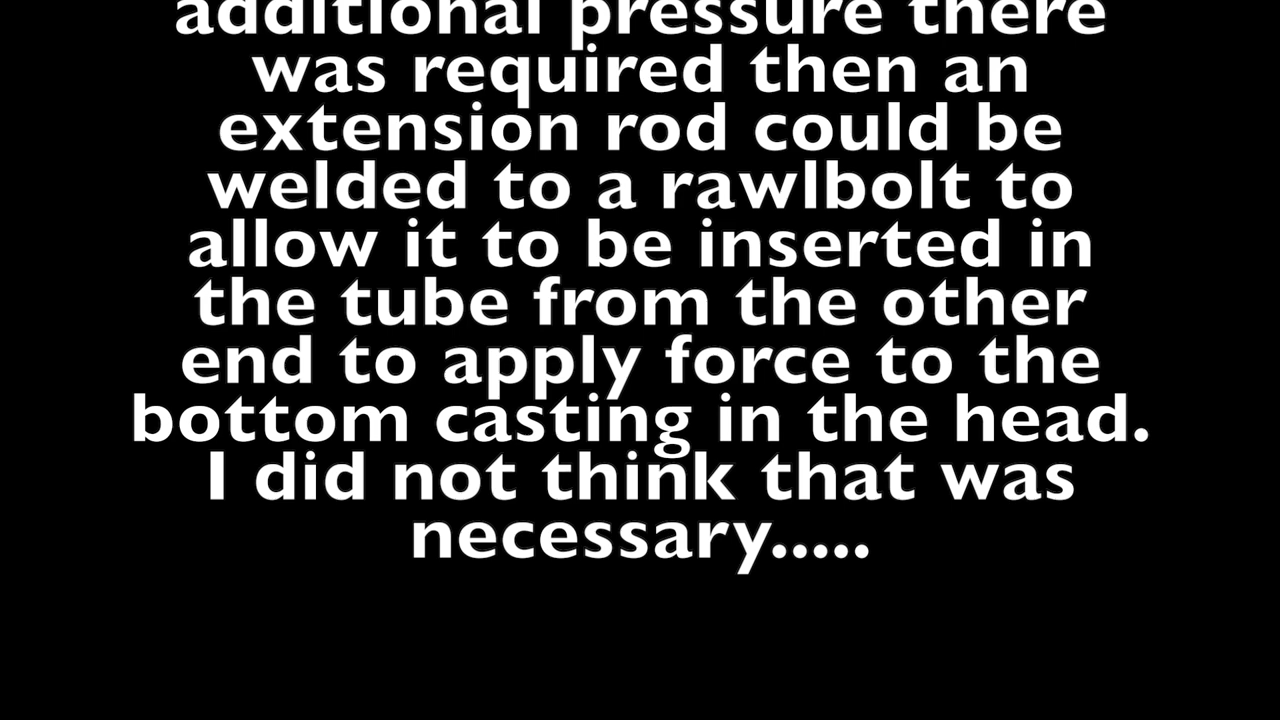 additional pressure there
was required then an
extension rod could be
welded to a rawlbolt to
allow it to be inserted in
the tube from the other
end to apply force to the
bottom casting in the head.
I did not think that was
necessary.....